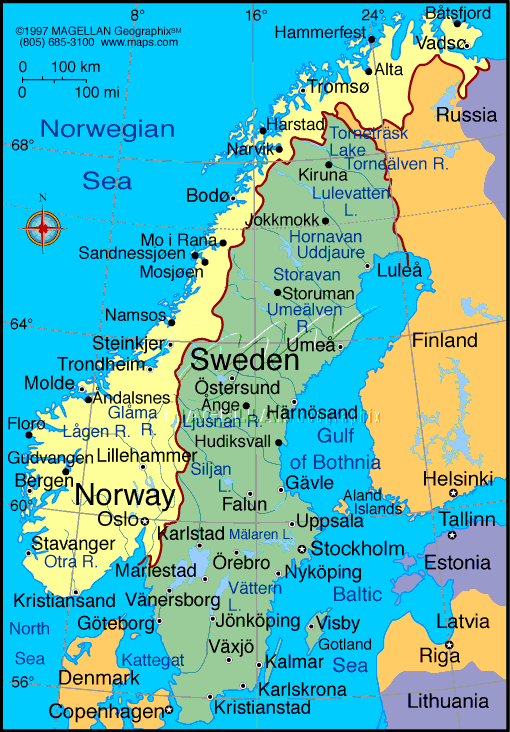 ©1997 MAGELLAN Geographix℠
(805) 685-3100 www.maps.com
0 100 km
0 100 mi
8°
16°
24°
Båtsfjord
Hammerfest
Vadsø
Alta
Tromsø
Russia
Norwegian
Sea
Harstad
Torneträsk
Lake
Narvik
Torneälven R.
68°
Kiruna
Lulevatten
L.
Bodø
Jokkmokk
N
Hornavan
Uddjaure
Mo i Rana
Sandnessjøen
Mosjøen
Luleå
Storavan
Storuman
Umeälven
R.
Namsos
64°
Steinkjer
Umeå
Finland
Sweden
Trondheim
Molde
Östersund
Andalsnes
Ånge
Härnösand
Glåma
R.
Ljusnan R.
Florø
Lågen R.
Hudiksvall
Gulf
of Bothnia
Gudvangen
Lillehammer
Siljan
L.
Bergen
Gävle
Helsinki
Norway
Falun
Aland
Islands
60°
Oslo
Uppsala
Tallinn
Karlstad
Mälaren L.
Stavanger
Stockholm
Otra R.
Örebro
Estonia
Mariestad
Nyköping
Kristiansand
Vänersborg
Vättern
L.
Baltic
North
Sea
Göteborg
Jönköping
Visby
Latvia
Gotland
Kattegat
Växjö
Riga
Kalmar
Sea
Denmark
56°
Karlskrona
Lithuania
Copenhagen
Kristianstad